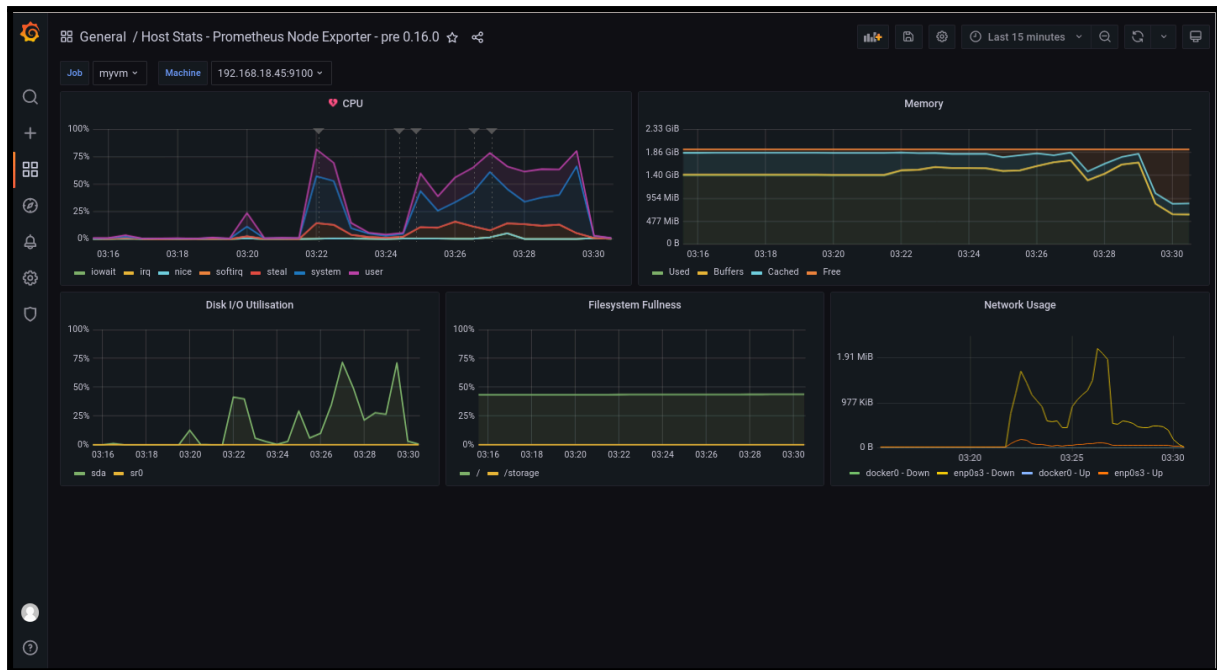 General / Host Stats - Prometheus Node Exporter - pre 0.16.0
Last 15 minutes
Job myvm Machine 192.168.18.45:9100
CPU
100%
75%
50%
25%
0%
03:16 03:18 03:20 03:22 03:24 03:26 03:28 03:30
iowait irq nice softirq steal system user
Memory
2.33 GiB
1.86 GiB
1.40 GiB
954 MiB
477 MiB
0 B
03:16 03:18 03:20 03:22 03:24 03:26 03:28 03:30
Used Buffers Cached Free
Disk I/O Utilisation
100%
75%
50%
25%
0%
03:16 03:18 03:20 03:22 03:24 03:26 03:28 03:30
sda sr0
Filesystem Fullness
100%
75%
50%
25%
0%
03:16 03:18 03:20 03:22 03:24 03:26 03:28 03:30
/ /storage
Network Usage
1.91 MiB
977 KiB
0 B
03:20 03:25 03:30
docker0 - Down enp0s3 - Down docker0 - Up enp0s3 - Up